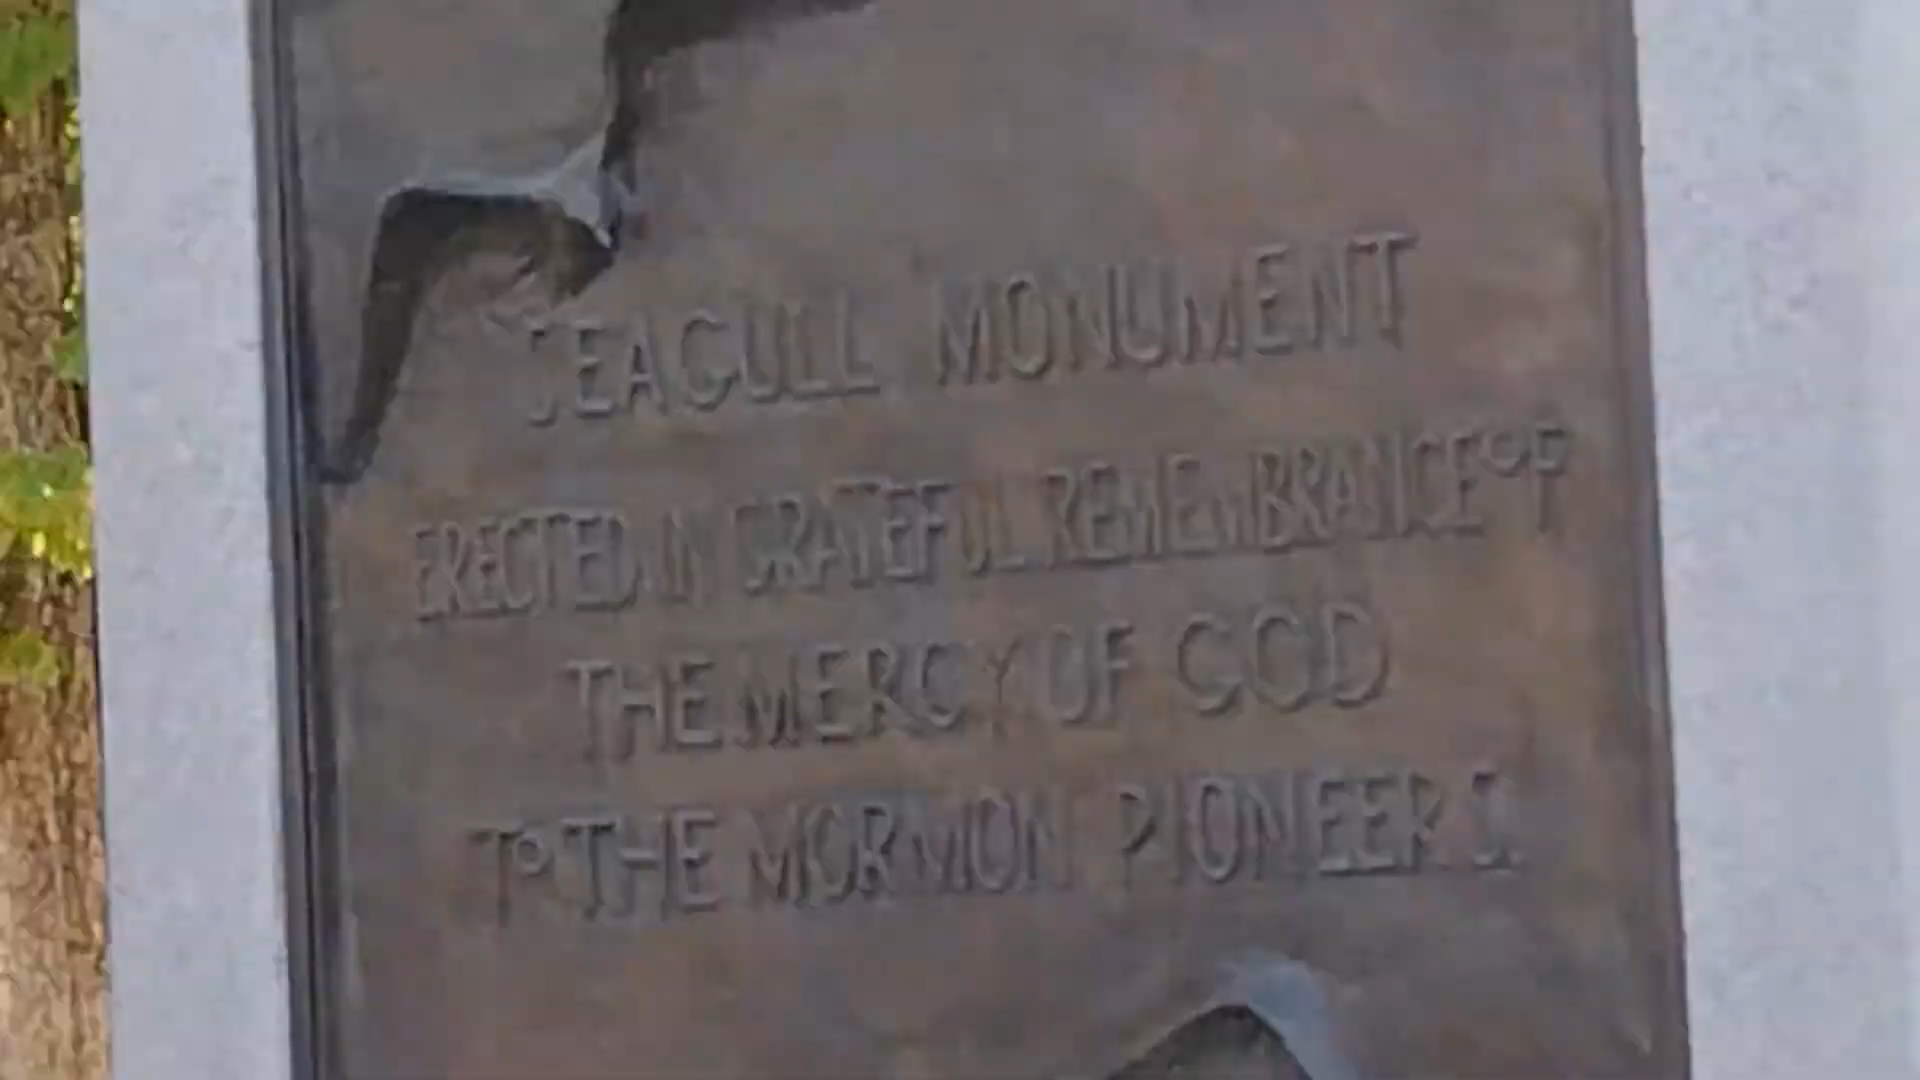 SEAGULL MONUMENT
ERECTED IN GRATEFUL REMEMBRANCE OF
THE MERCY OF GOD
TO THE MORMON PIONEERS.